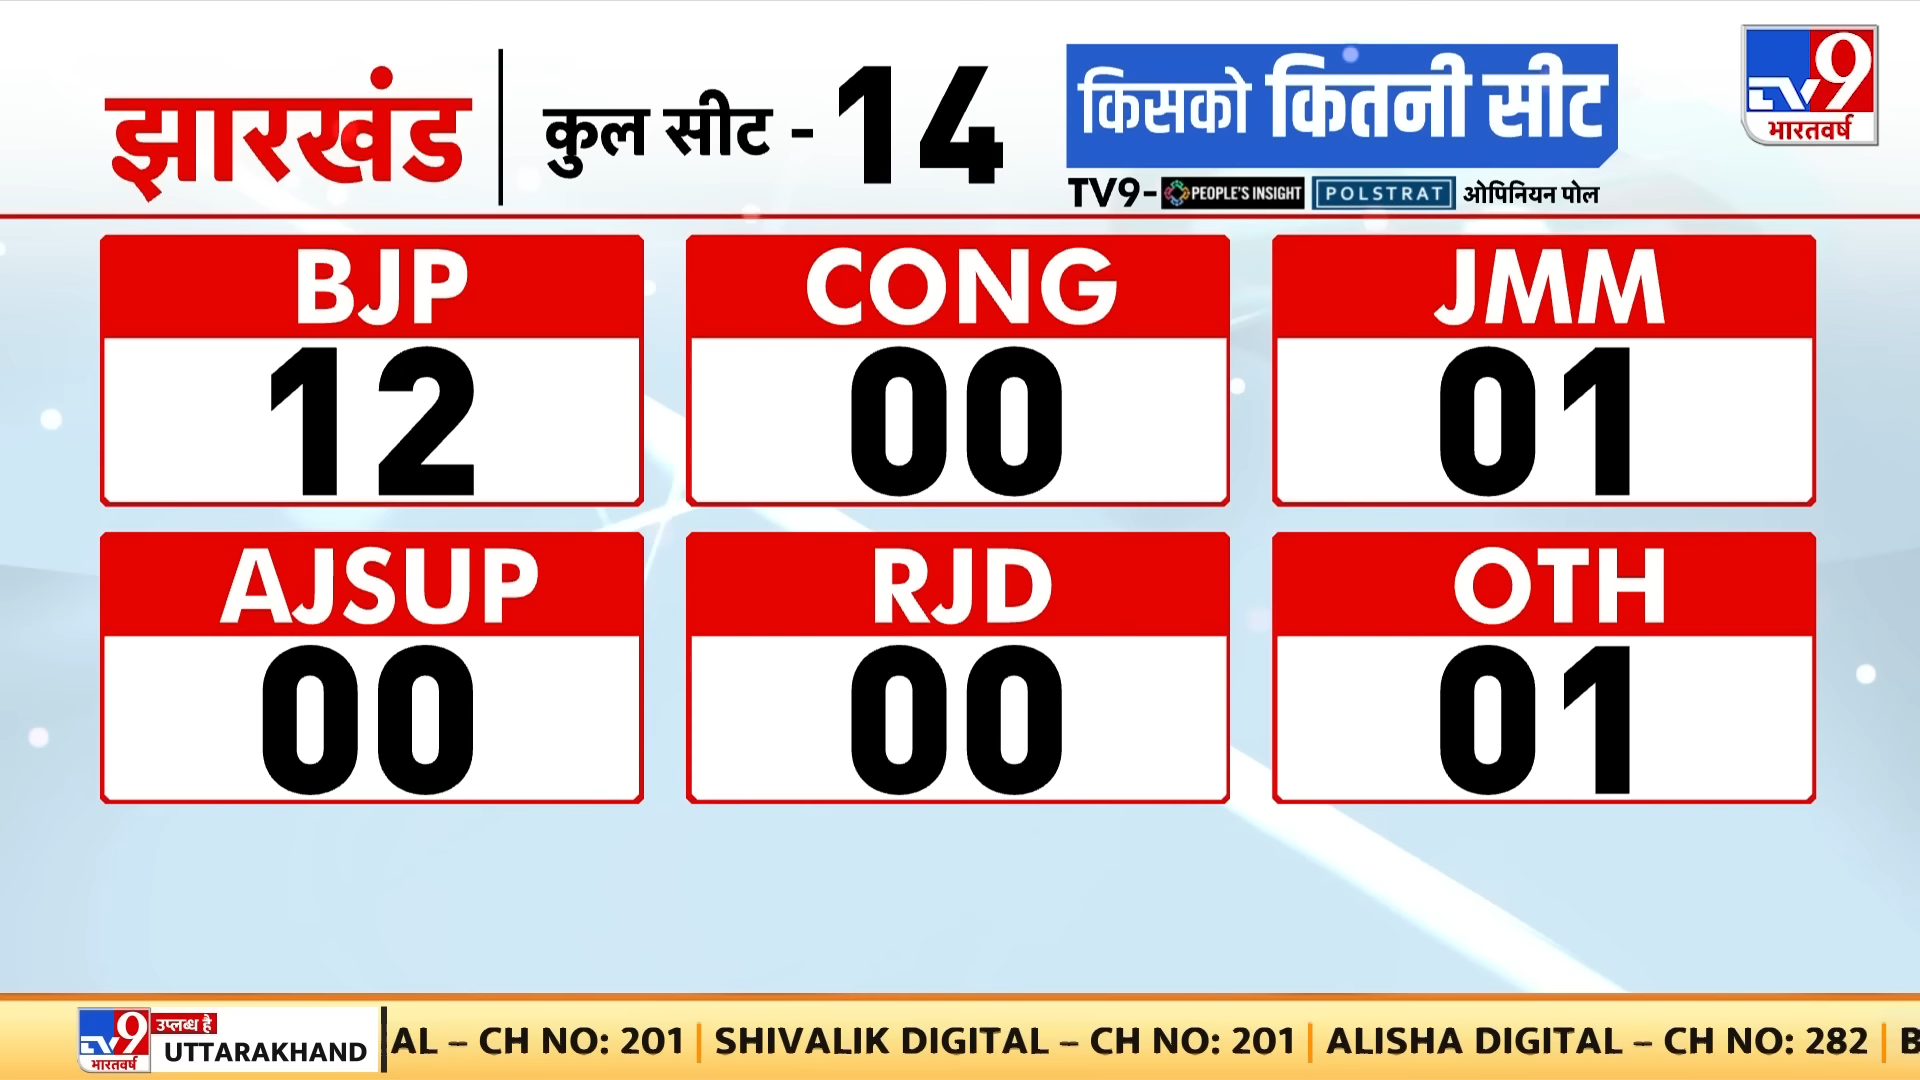 झारखंड
कुल सीट - 14
किसको कितनी सीट
TV9- PEOPLE'S INSIGHT POLSTRAT ओपिनियन पोल
TV9
भारतवर्ष
BJP CONG JMM
12 00 01
AJSUP RJD OTH
00 00 01
TV9 भारतवर्ष
उप्लब्ध है
UTTARAKHAND
AL – CH NO: 201 | SHIVALIK DIGITAL – CH NO: 201 | ALISHA DIGITAL – CH NO: 282 | B